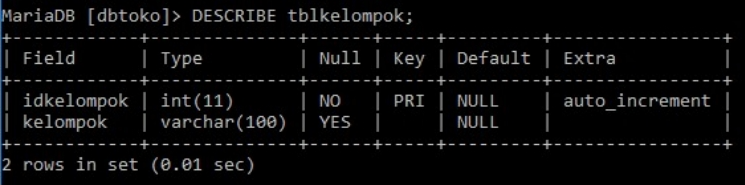 MariaDB [dbtoko]> DESCRIBE tblkelompok;
+------------+--------------+------+-----+---------+----------------+
| Field      | Type         | Null | Key | Default | Extra          |
+------------+--------------+------+-----+---------+----------------+
| idkelompok | int(11)      | NO   | PRI | NULL    | auto_increment |
| kelompok   | varchar(100) | YES  |     | NULL    |                |
+------------+--------------+------+-----+---------+----------------+
2 rows in set (0.01 sec)